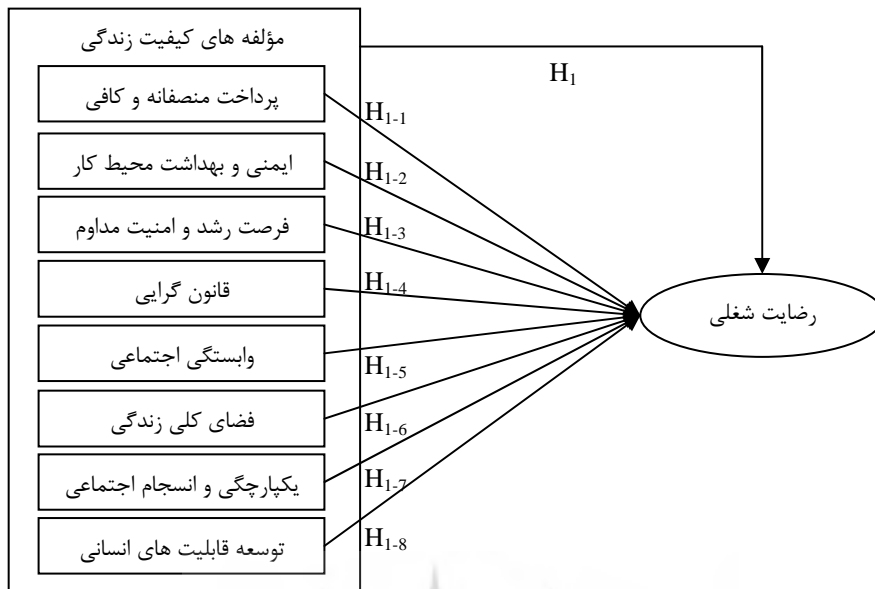 مؤلفه های کیفیت زندگی
H1
پرداخت منصفانه و کافی
H1-1
ایمنی و بهداشت محیط کار
H1-2
فرصت رشد و امنیت مداوم
H1-3
قانون گرایی
H1-4
رضایت شغلی
وابستگی اجتماعی
H1-5
فضای کلی زندگی
H1-6
یکپارچگی و انسجام اجتماعی
H1-7
توسعه قابلیت های انسانی
H1-8